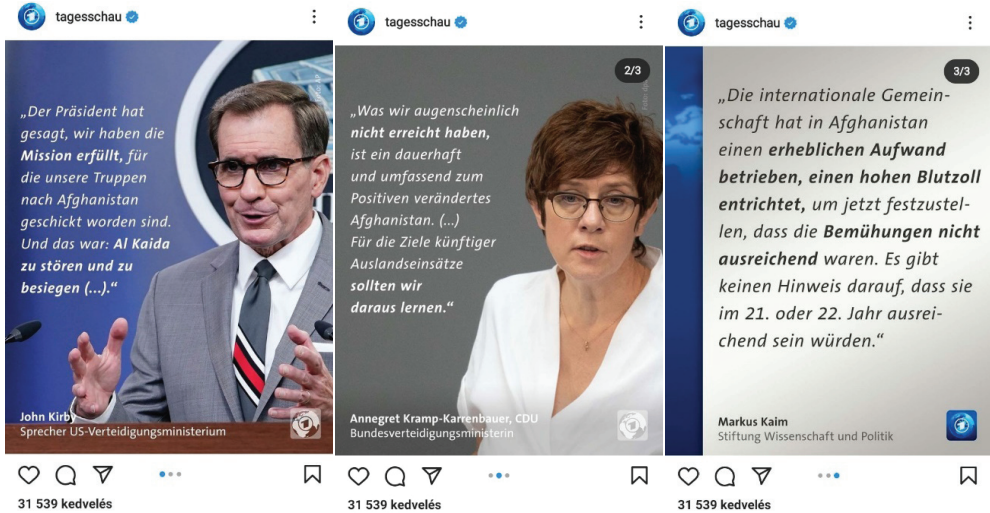 tagesschau
„Der Präsident hat
gesagt, wir haben die
Mission erfüllt, für
die unsere Truppen
nach Afghanistan
geschickt worden sind.
Und das war: Al Kaida
zu stören und zu
besiegen (...).“
John Kirby
Sprecher US-Verteidigungsministerium
31 539 kedvelés
tagesschau
2/3
„Was wir augenscheinlich
nicht erreicht haben,
ist ein dauerhaft
und umfassend zum
Positiven verändertes
Afghanistan. (...)
Für die Ziele künftiger
Auslandseinsätze
sollten wir
daraus lernen.“
Annegret Kramp-Karrenbauer, CDU
Bundesverteidigungsministerin
31 539 kedvelés
tagesschau
3/3
„Die internationale Gemein-
schaft hat in Afghanistan
einen erheblichen Aufwand
betrieben, einen hohen Blutzoll
entrichtet, um jetzt festzustel-
len, dass die Bemühungen nicht
ausreichend waren. Es gibt
keinen Hinweis darauf, dass sie
im 21. oder 22. Jahr ausrei-
chend sein würden.“
Markus Kaim
Stiftung Wissenschaft und Politik
31 539 kedvelés